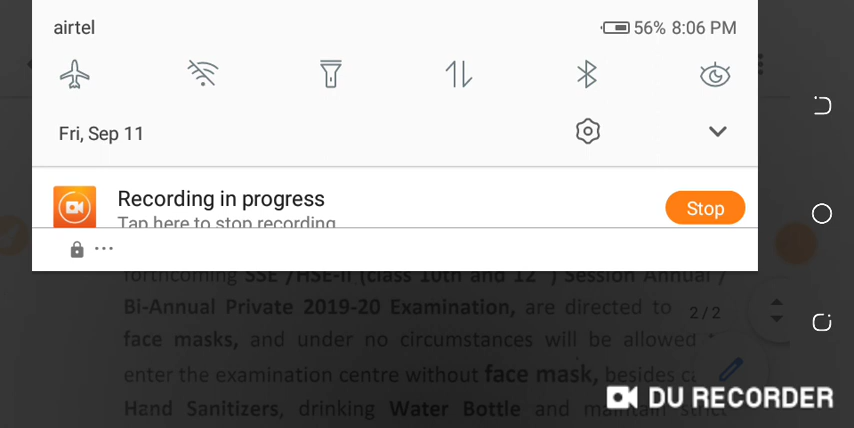 airtel
56% 8:06 PM
Fri, Sep 11
Recording in progress
Tap here to stop recording
Stop
...
forthcoming SSE /HSE-II (class 10th and 12 ) Session Annual /
Bi-Annual Private 2019-20 Examination, are directed to
2 / 2
face masks, and under no circumstances will be allowed
enter the examination centre without face mask, besides
Hand Sanitizers, drinking Water Bottle and maintain strict
DU RECORDER